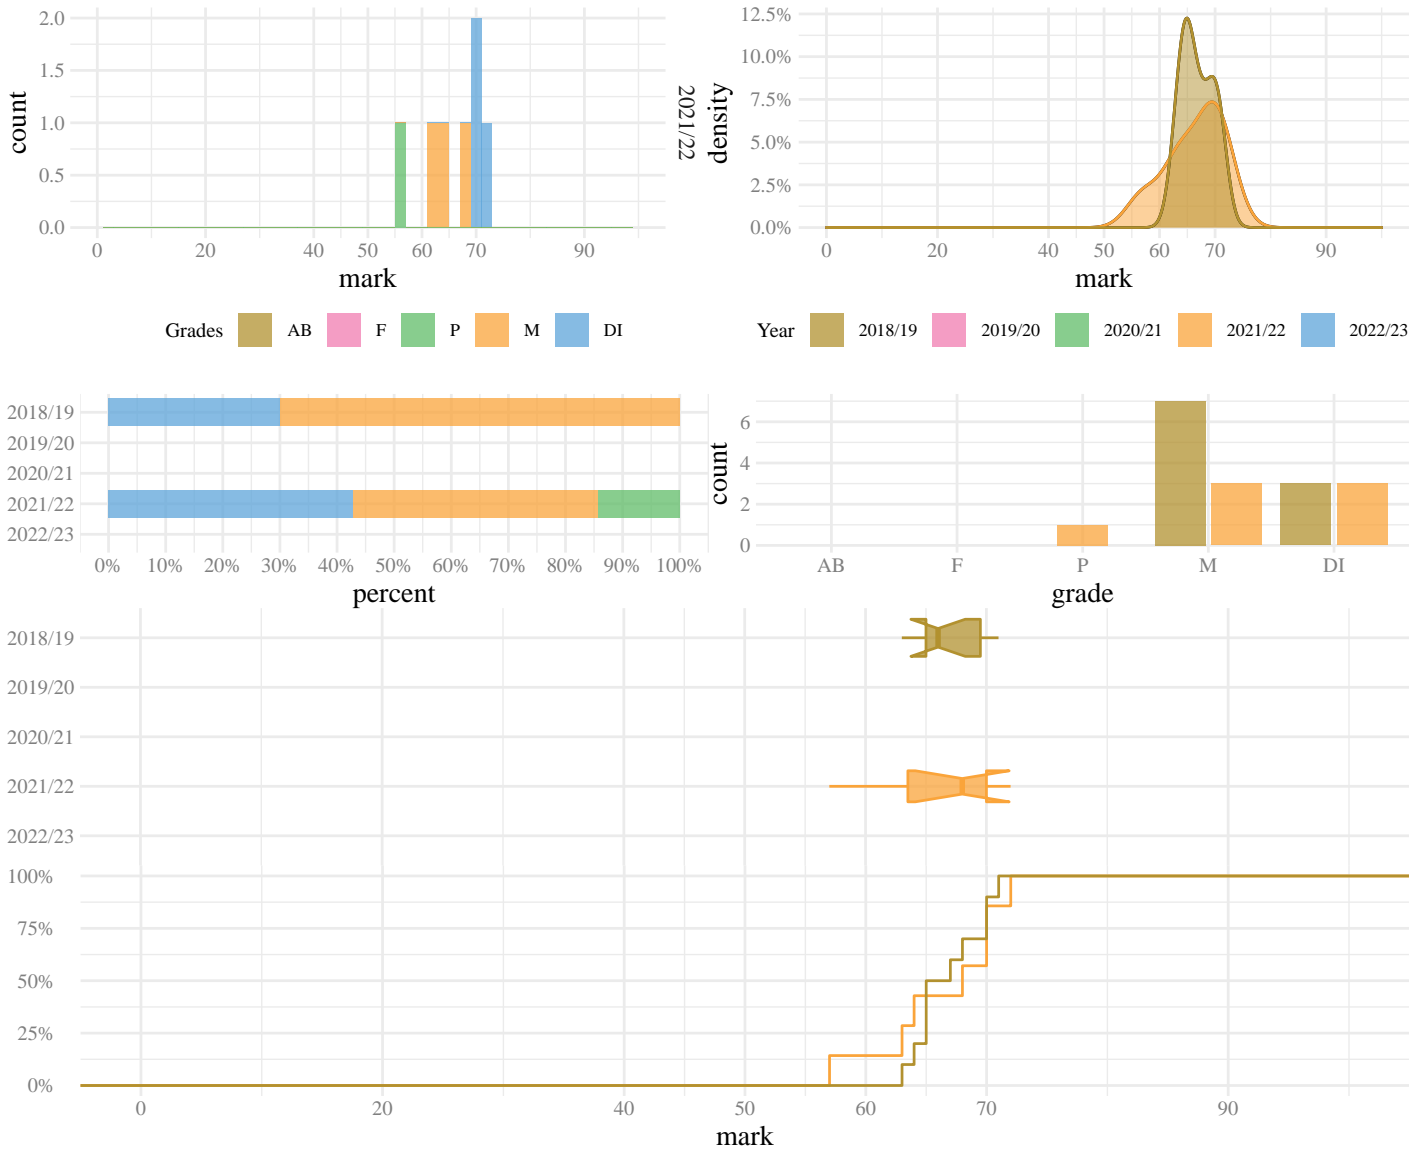 2.0
1.5
1.0
0.5
0.0
count
0 20 40 50 60 70 90
mark
2021/22
12.5%
10.0%
7.5%
5.0%
2.5%
0.0%
density
0 20 40 50 60 70 90
mark
Grades AB F P M DI
Year 2018/19 2019/20 2020/21 2021/22 2022/23
2018/19
2019/20
2020/21
2021/22
2022/23
0% 10% 20% 30% 40% 50% 60% 70% 80% 90% 100%
percent
6
4
2
0
count
AB F P M DI
grade
2018/19
2019/20
2020/21
2021/22
2022/23
100%
75%
50%
25%
0%
0 20 40 50 60 70 90
mark